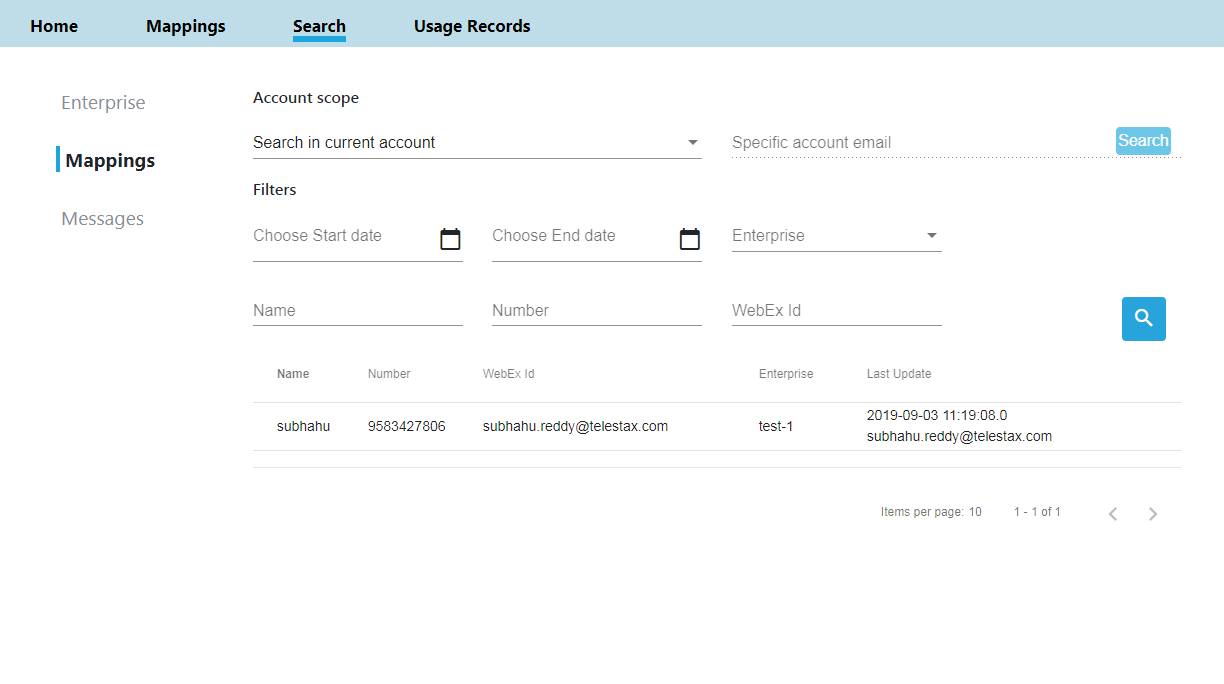 Home Mappings Search Usage Records
Enterprise
Mappings
Messages
Account scope
Search in current account Specific account email Search
Filters
Choose Start date Choose End date Enterprise
Name Number WebEx Id
Name Number WebEx Id Enterprise Last Update
subhahu 9583427806 subhahu.reddy@telestax.com test-1 2019-09-03 11:19:08.0
subhahu.reddy@telestax.com
Items per page: 10 1 - 1 of 1